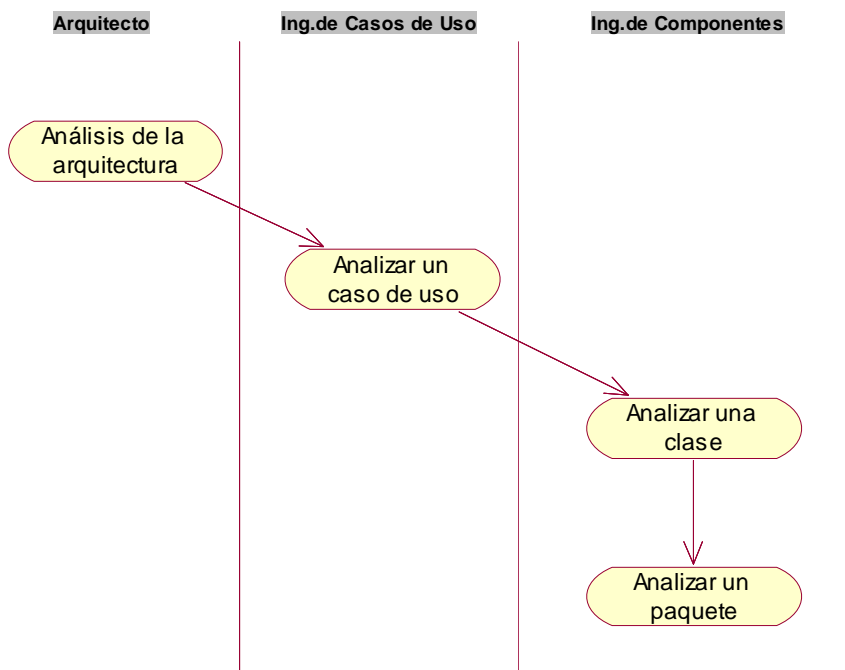 Arquitecto
Ing.de Casos de Uso
Ing.de Componentes
Análisis de la
arquitectura
Analizar un
caso de uso
Analizar una
clase
Analizar un
paquete